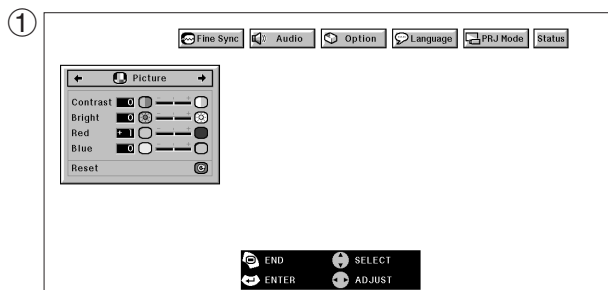 ①
Fine Sync Audio Option Language PRJ Mode Status
Picture
Contrast 0
Bright 0
Red + 1
Blue 0
Reset
END SELECT
ENTER ADJUST